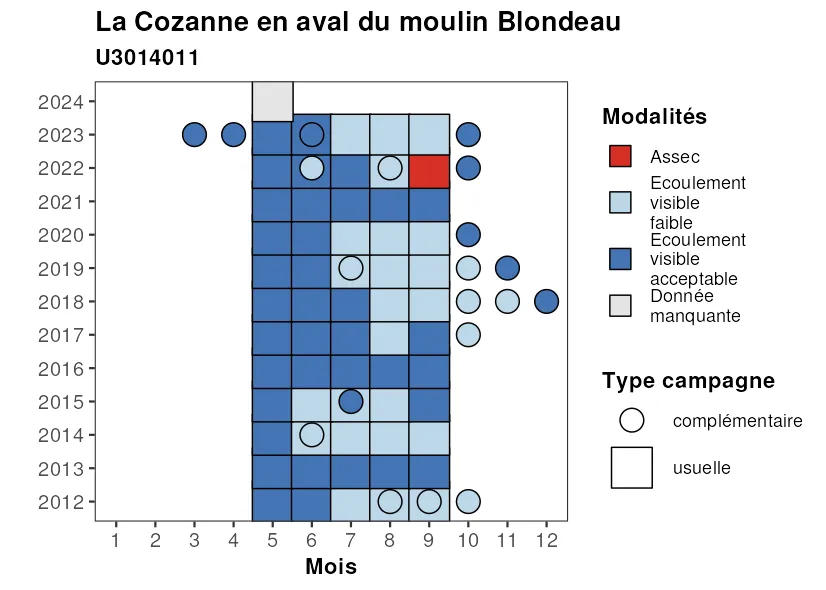 La Cozanne en aval du moulin Blondeau
U3014011
2024
2023
2022
2021
2020
2019
2018
2017
2016
2015
2014
2013
2012
1 2 3 4 5 6 7 8 9 10 11 12
Mois
Modalités
Assec
Ecoulement
visible
faible
Ecoulement
visible
acceptable
Donnée
manquante
Type campagne
complémentaire
usuelle